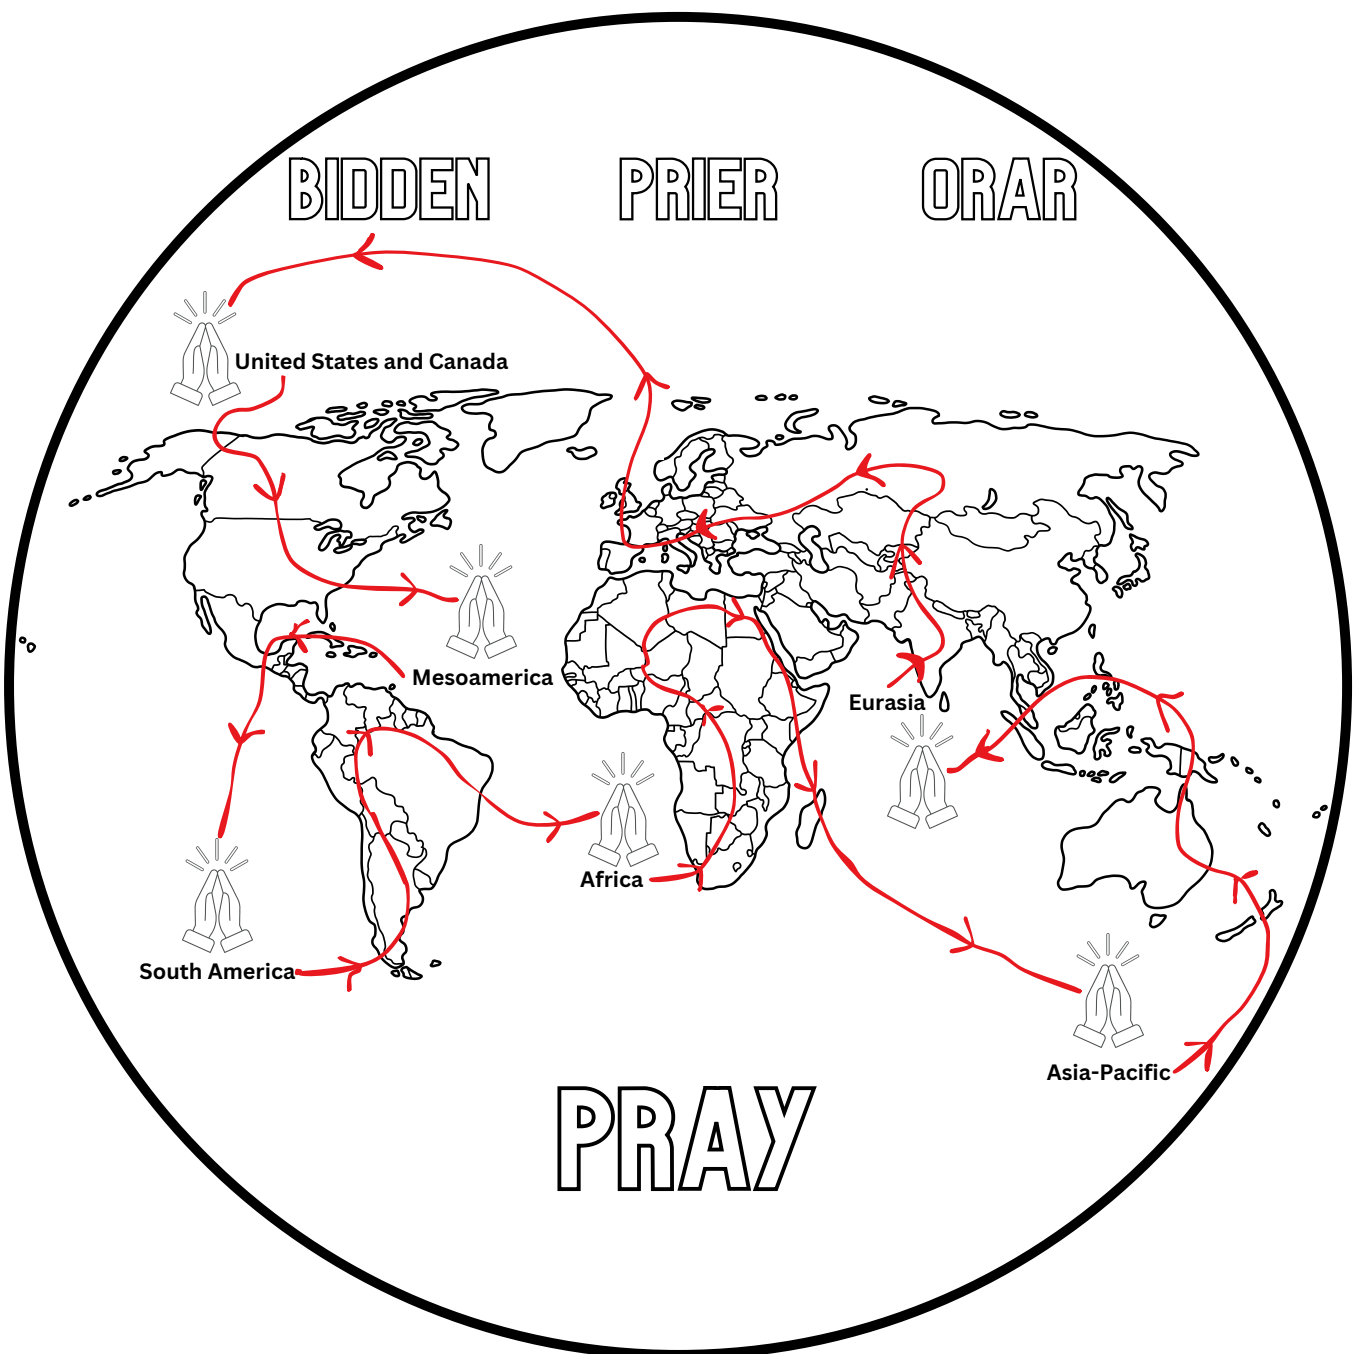 BIDDEN PRIER ORAR
United States and Canada
Mesoamerica
Eurasia
Africa
South America
Asia-Pacific
PRAY